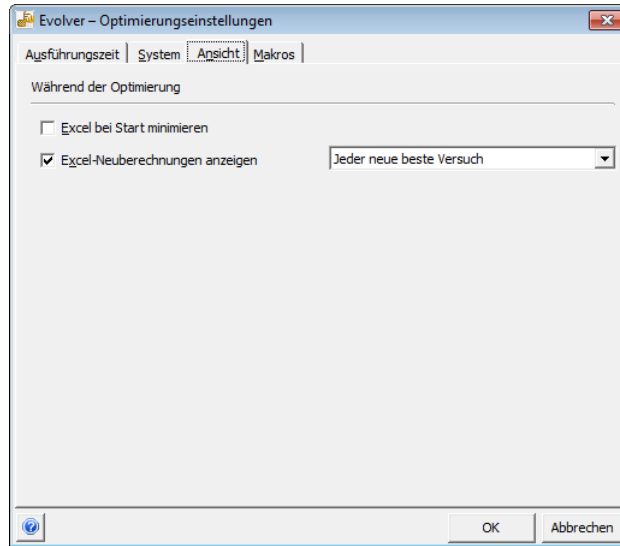 Evolver – Optimierungseinstellungen
Ausführungszeit System Ansicht Makros
Während der Optimierung
Excel bei Start minimieren
Excel-Neuberechnungen anzeigen Jeder neue beste Versuch
OK Abbrechen